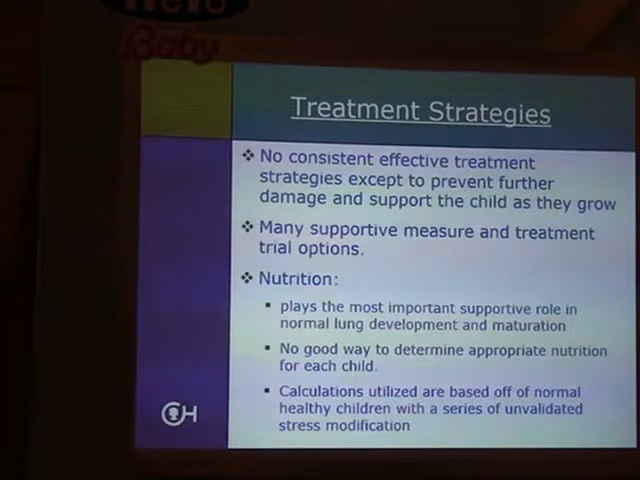 Hero
Baby
Treatment Strategies
❖ No consistent effective treatment
strategies except to prevent further
damage and support the child as they grow
❖ Many supportive measure and treatment
trial options.
❖ Nutrition:
▪ plays the most important supportive role in
normal lung development and maturation
▪ No good way to determine appropriate nutrition
for each child.
▪ Calculations utilized are based off of normal
healthy children with a series of unvalidated
stress modification
CH